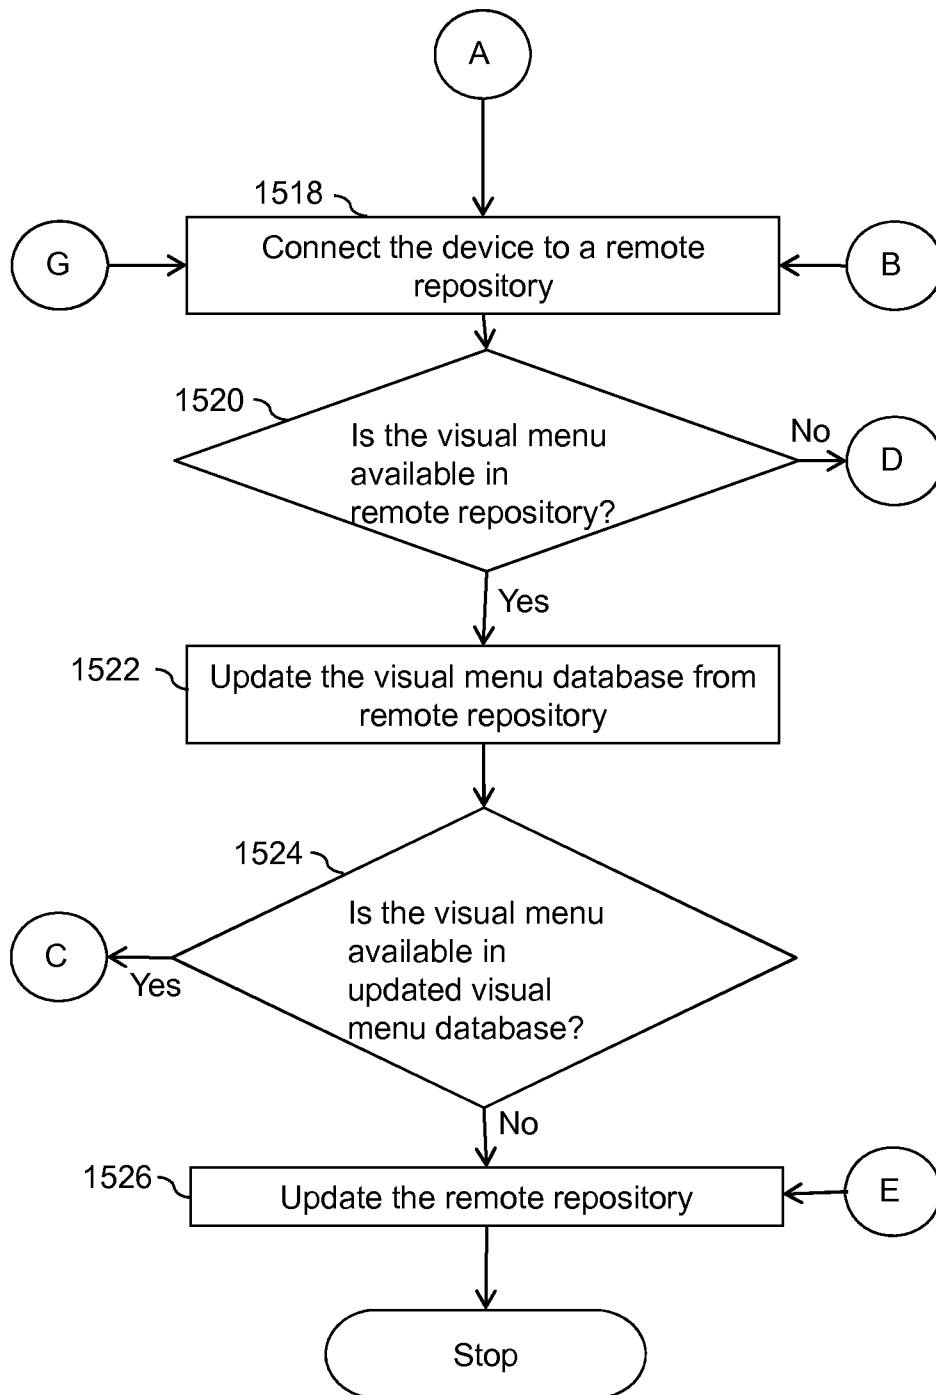 A
1518
Connect the device to a remote
repository
G
B
1520
Is the visual menu
available in
remote repository?
No
D
Yes
1522
Update the visual menu database from
remote repository
1524
Is the visual menu
available in
updated visual
menu database?
C
Yes
No
1526
Update the remote repository
E
Stop